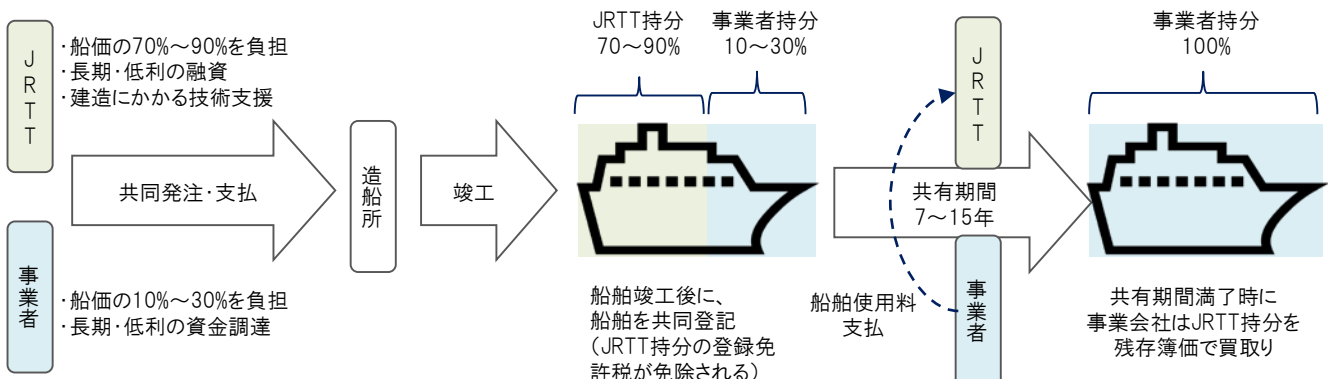 JRTT
・船価の70%～90%を負担
・長期・低利の融資
・建造にかかる技術支援
共同発注・支払
事業者
・船価の10%～30%を負担
・長期・低利の資金調達
造船所
竣工
JRTT持分
70～90%
事業者持分
10～30%
船舶竣工後に、
船舶を共同登記
（JRTT持分の登録免
許税が免除される）
JRTT
共有期間
7～15年
船舶使用料
支払
事業者
事業者持分
100%
共有期間満了時に
事業会社はJRTT持分を
残存簿価で買取り